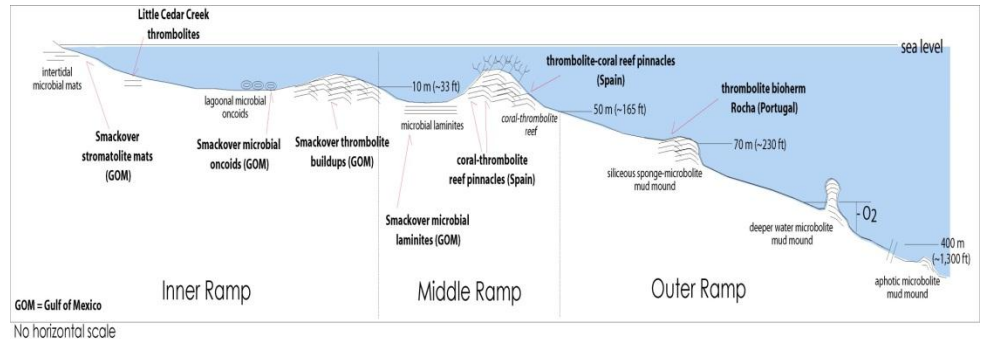 Little Cedar Creek
thrombolites
sea level
intertidal
microbial mats
lagoonal microbial
oncoids
10 m (~33 ft)
thrombolite-coral reef pinnacles
(Spain)
50 m (~165 ft)
thrombolite bioherm
Rocha (Portugal)
microbial laminites
coral-thrombolite
reef
70 m (~230 ft)
Smackover
stromatolite mats
(GOM)
Smackover microbial
oncoids (GOM)
Smackover thrombolite
buildups (GOM)
coral-thrombolite
reef pinnacles (Spain)
siliceous sponge-microbolite
mud mound
Smackover microbial
laminites (GOM)
deeper water microbolite
mud mound
- O2
400 m
(~1,300 ft)
aphotic microbolite
mud mound
Inner Ramp
Middle Ramp
Outer Ramp
GOM = Gulf of Mexico
No horizontal scale